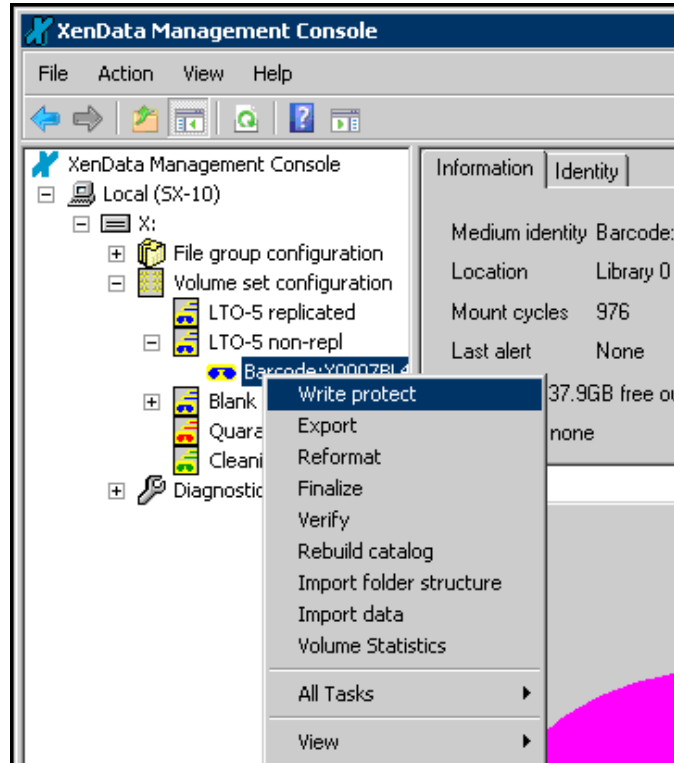 XenData Management Console
File Action View Help
XenData Management Console
Local (SX-10)
X:
File group configuration
Volume set configuration
LTO-5 replicated
LTO-5 non-repl
Barcode:X0007BL4
Blank
Quara
Cleani
Diagnostic
Information Identity
Medium identity Barcode:
Location Library 0
Mount cycles 976
Last alert None
37.9GB free ou
none
Write protect
Export
Reformat
Finalize
Verify
Rebuild catalog
Import folder structure
Import data
Volume Statistics
All Tasks
View